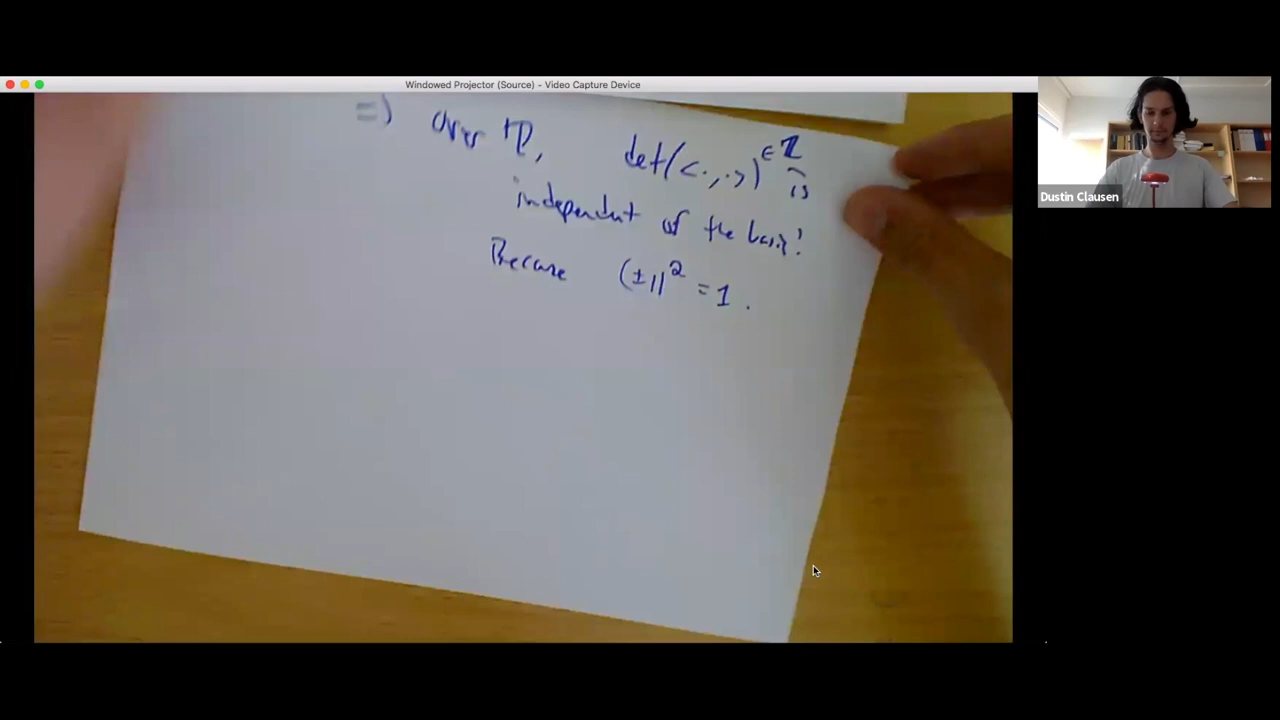 Windowed Projector (Source) - Video Capture Device
Dustin Clausen
=) over ℤ, det(<·,·>) ∈ ℤ is
independent of the basis!
Because (±1)² = 1.